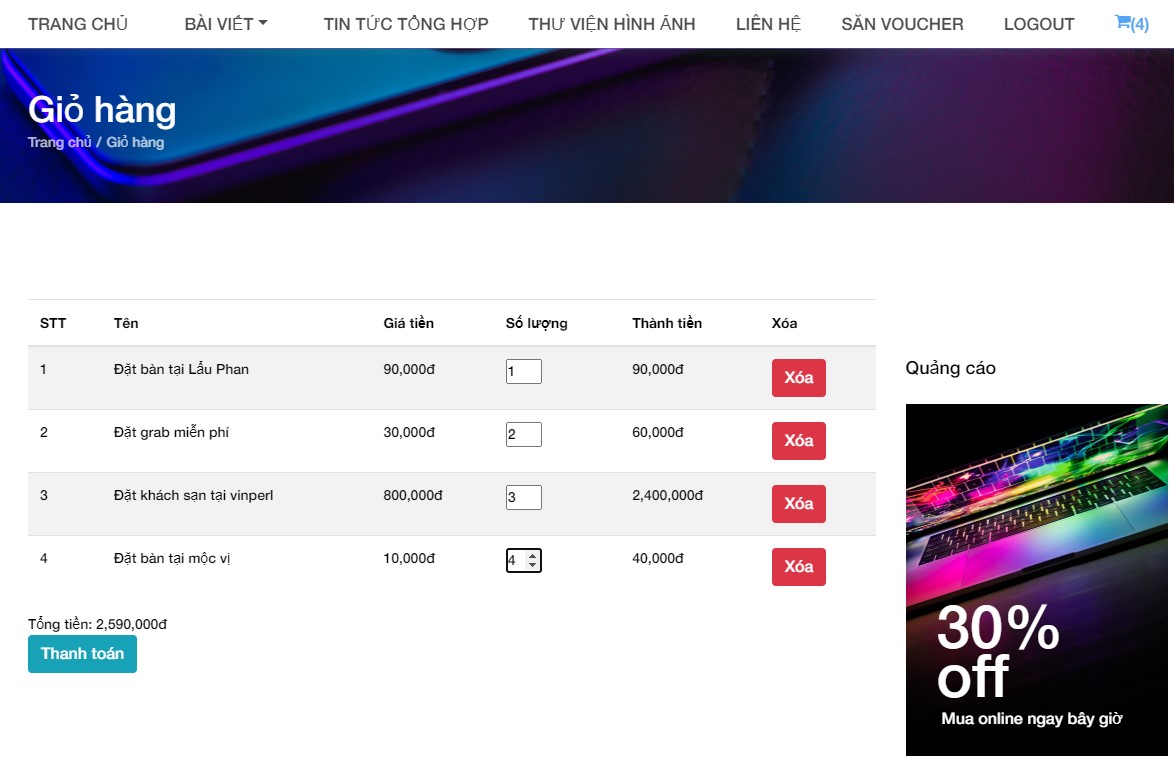 TRANG CHỦ BÀI VIẾT TIN TỨC TỔNG HỢP THƯ VIỆN HÌNH ẢNH LIÊN HỆ SĂN VOUCHER LOGOUT (4)
Giỏ hàng
Trang chủ / Giỏ hàng
STT Tên Giá tiền Số lượng Thành tiền Xóa
1 Đặt bàn tại Lẩu Phan 90,000đ 1 90,000đ Xóa
2 Đặt grab miễn phí 30,000đ 2 60,000đ Xóa
3 Đặt khách sạn tại vinperl 800,000đ 3 2,400,000đ Xóa
4 Đặt bàn tại mộc vị 10,000đ 4 40,000đ Xóa
Tổng tiền: 2,590,000đ
Thanh toán
Quảng cáo
30%
off
Mua online ngay bây giờ